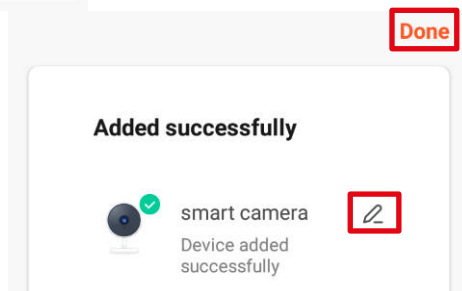 Done
Added successfully
smart camera
Device added
successfully